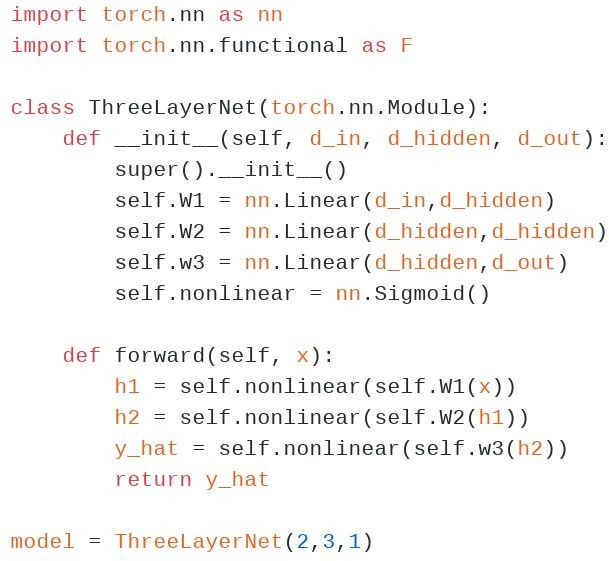 import torch.nn as nn
import torch.nn.functional as F

class ThreeLayerNet(torch.nn.Module):
    def __init__(self, d_in, d_hidden, d_out):
        super().__init__()
        self.W1 = nn.Linear(d_in,d_hidden)
        self.W2 = nn.Linear(d_hidden,d_hidden)
        self.w3 = nn.Linear(d_hidden,d_out)
        self.nonlinear = nn.Sigmoid()

    def forward(self, x):
        h1 = self.nonlinear(self.W1(x))
        h2 = self.nonlinear(self.W2(h1))
        y_hat = self.nonlinear(self.w3(h2))
        return y_hat

model = ThreeLayerNet(2,3,1)